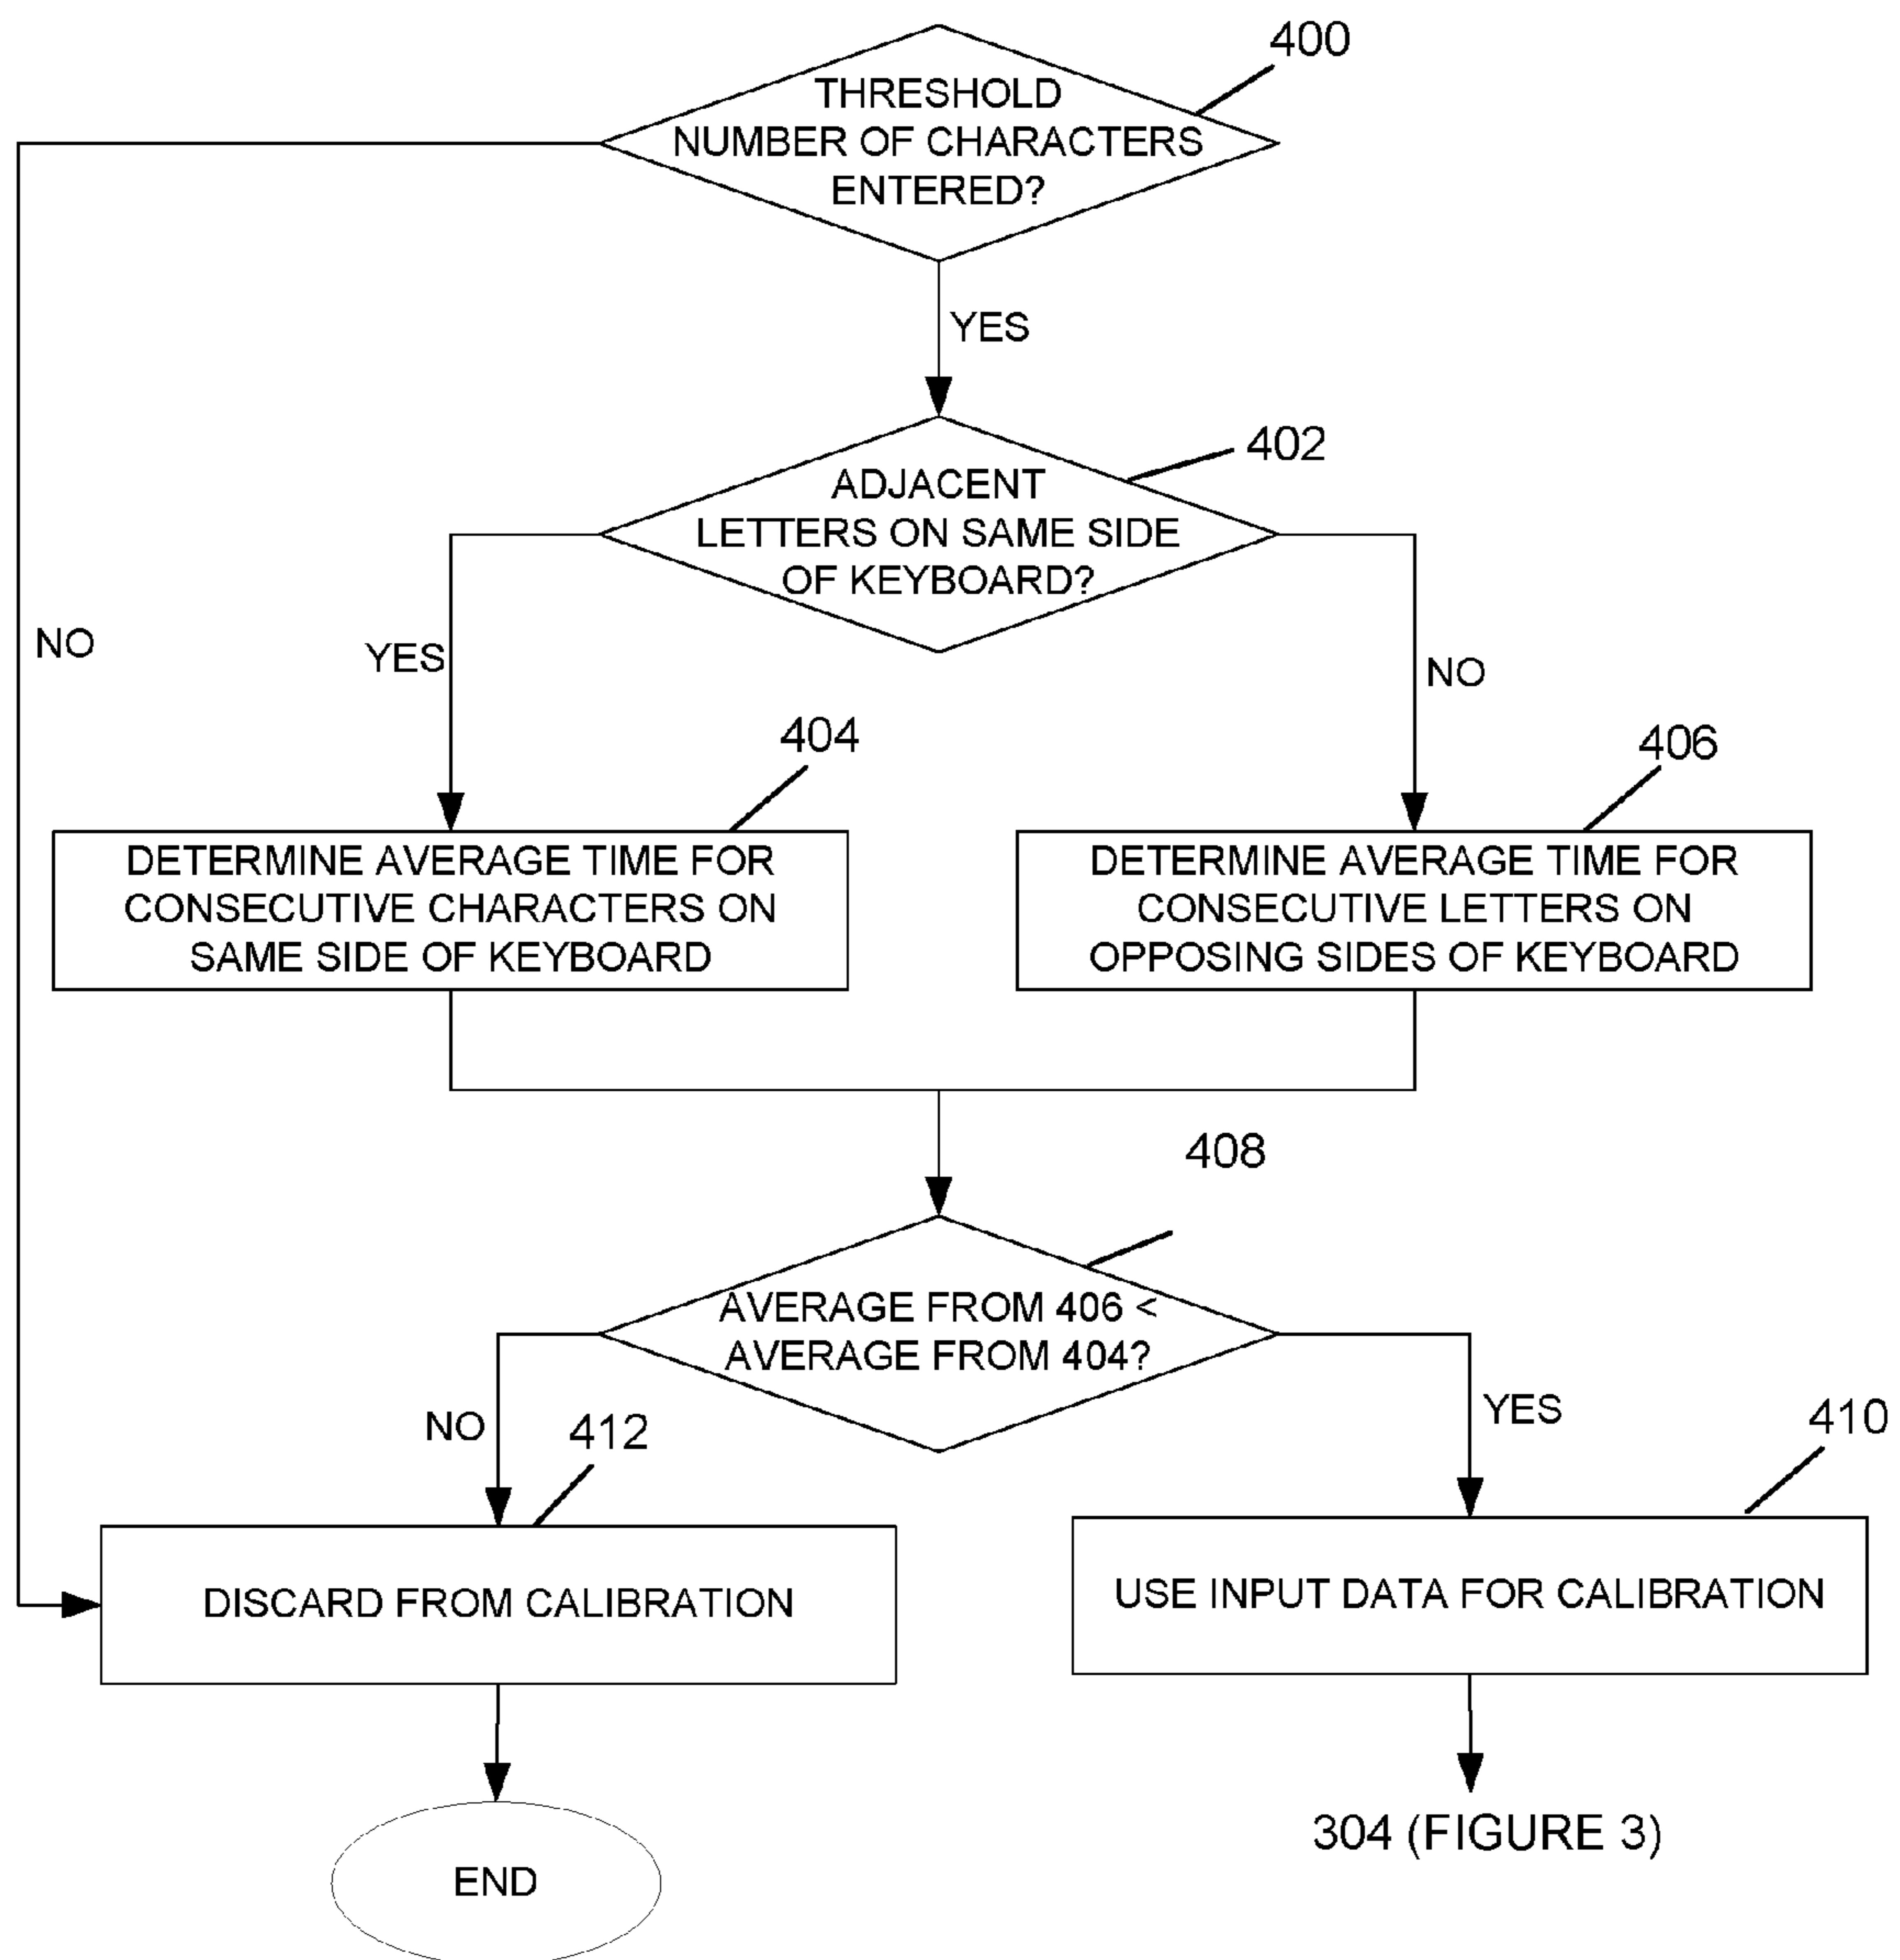 400
THRESHOLD
NUMBER OF CHARACTERS
ENTERED?
YES
402
ADJACENT
LETTERS ON SAME SIDE
OF KEYBOARD?
NO
YES
NO
404
406
DETERMINE AVERAGE TIME FOR
CONSECUTIVE CHARACTERS ON
SAME SIDE OF KEYBOARD
DETERMINE AVERAGE TIME FOR
CONSECUTIVE LETTERS ON
OPPOSING SIDES OF KEYBOARD
408
AVERAGE FROM 406 <
AVERAGE FROM 404?
NO
YES
412
410
DISCARD FROM CALIBRATION
USE INPUT DATA FOR CALIBRATION
304 (FIGURE 3)
END